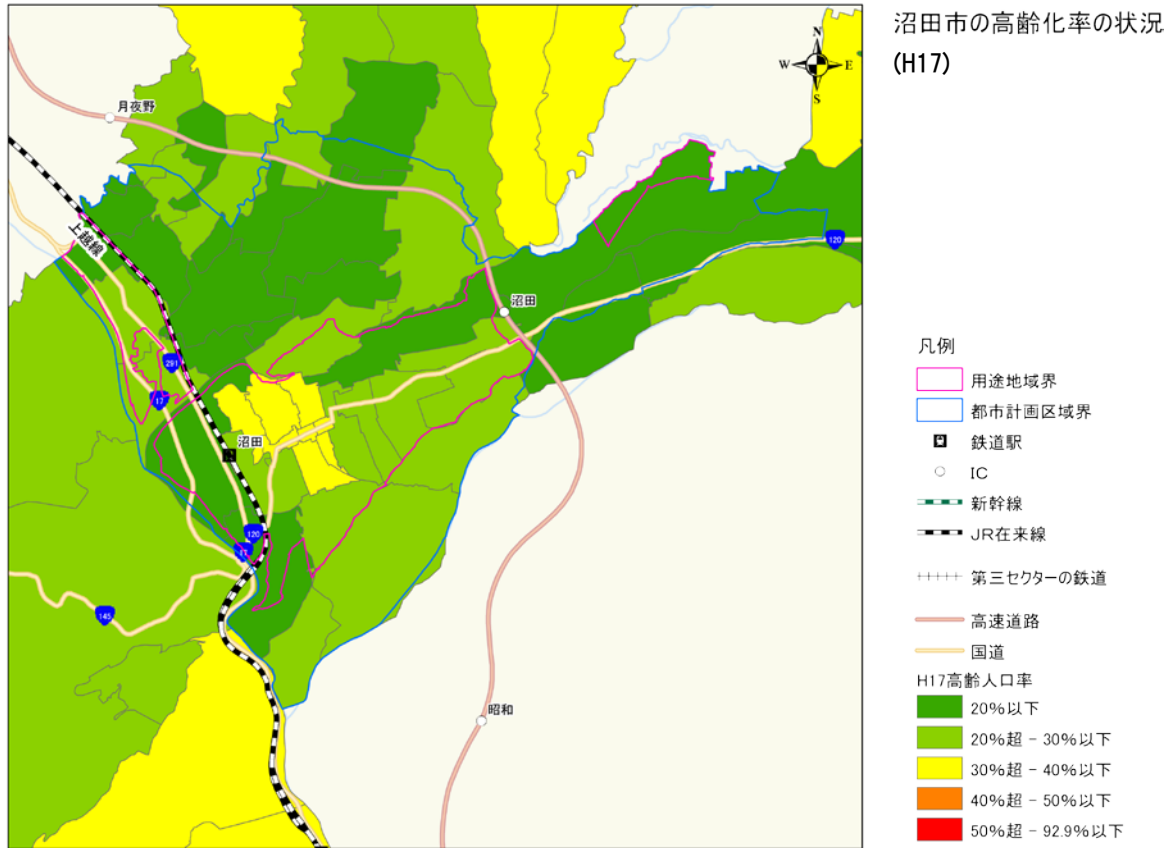 沼田市の高齢化率の状況
(H17)
N
W
E
S
月夜野
上越線
120
沼田
291
17
沼田
120
17
145
昭和
凡例
用途地域界
都市計画区域界
鉄道駅
IC
新幹線
JR在来線
第三セクターの鉄道
高速道路
国道
H17高齢人口率
20%以下
20%超 - 30%以下
30%超 - 40%以下
40%超 - 50%以下
50%超 - 92.9%以下